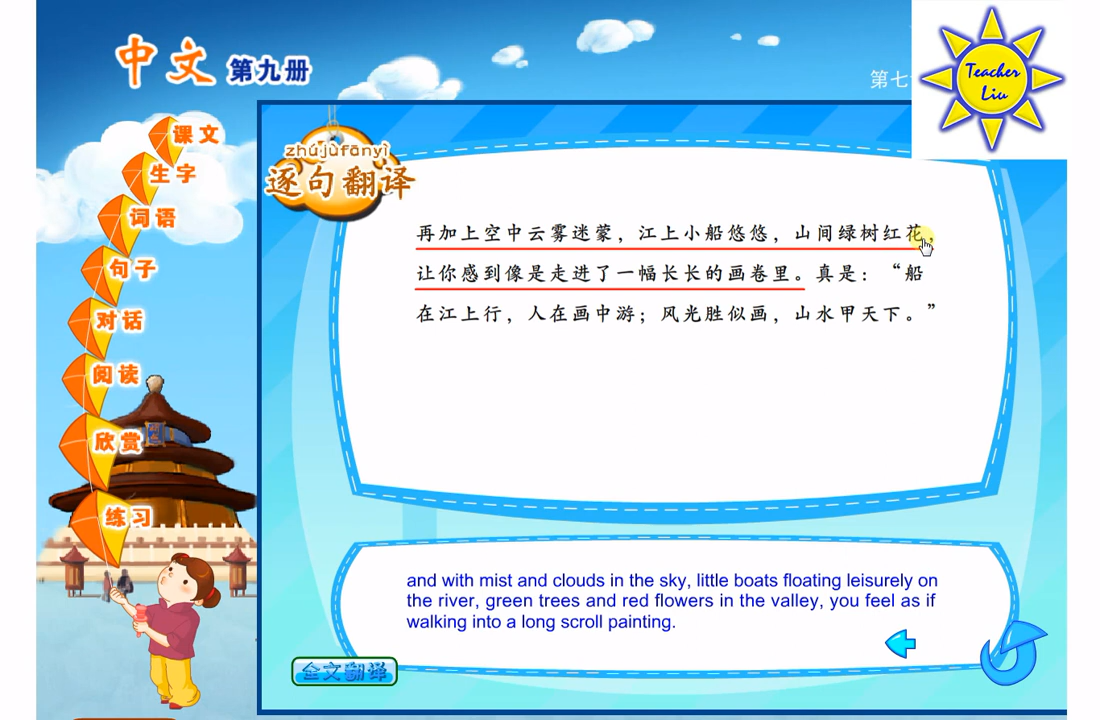 中文 第九册
第七
Teacher
Liu
课文
生字
词语
句子
对话
阅读
欣赏
练习
zhújùfānyì
逐句翻译
再加上空中云雾迷蒙，江上小船悠悠，山间绿树红花，
让你感到像是走进了一幅长长的画卷里。真是：“船
在江上行，人在画中游；风光胜似画，山水甲天下。”
and with mist and clouds in the sky, little boats floating leisurely on
the river, green trees and red flowers in the valley, you feel as if
walking into a long scroll painting.
全文翻译